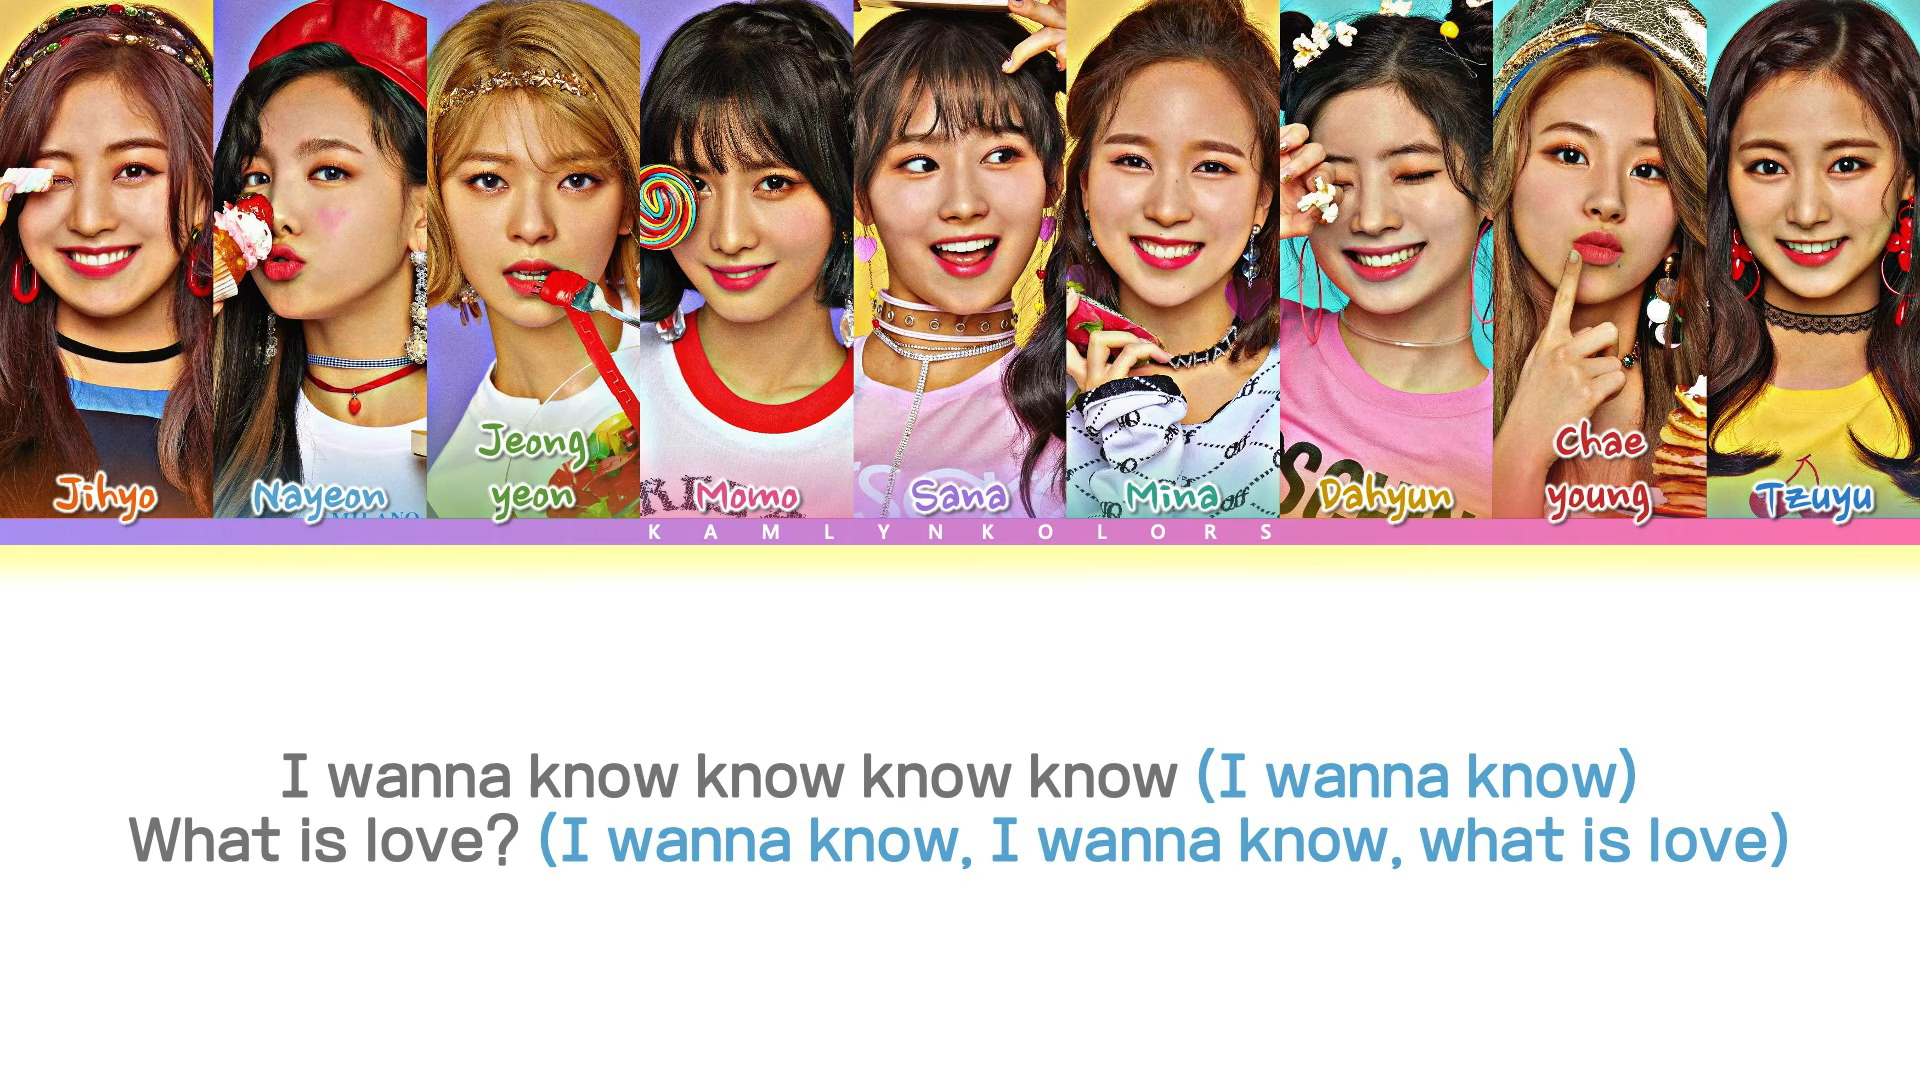 Jihyo
Nayeon
Jeong
yeon
Momo
Sana
Mina
Dahyun
Chae
young
Tzuyu
KAMLYNKOLORS
I wanna know know know know (I wanna know)
What is love? (I wanna know, I wanna know, what is love)